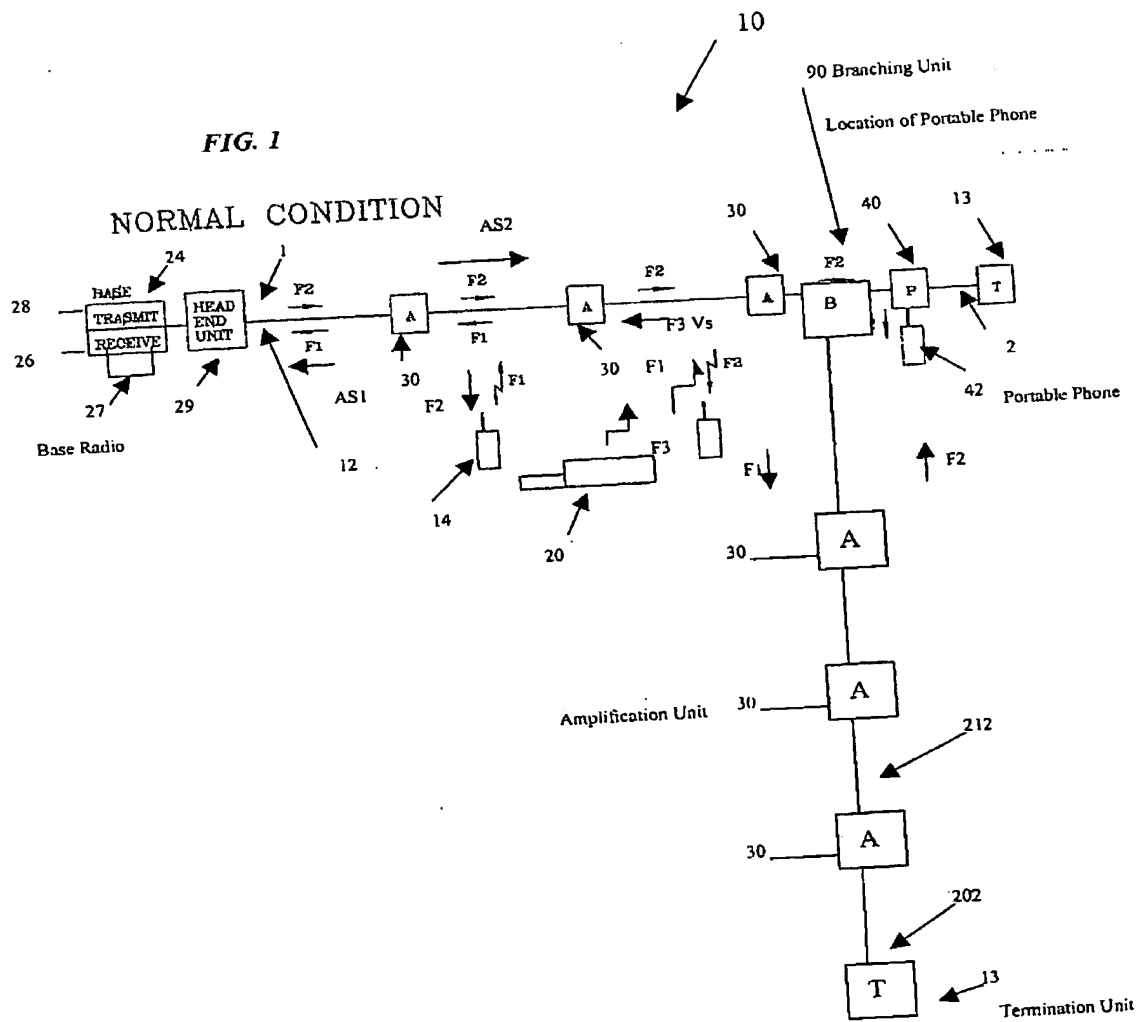 10
90 Branching Unit
Location of Portable Phone
FIG. 1
NORMAL CONDITION
AS2
30
40
13
24
1
28
BASE
TRANSMIT
RECEIVE
HEAD
END
UNIT
F2
F1
A
F2
F1
A
F2
F3 Vs
A
F2
B
P
T
26
27
29
AS1
30
30
2
42
Portable Phone
Base Radio
12
F2
F1
14
F3
20
F1
F2
F1
F2
30
A
Amplification Unit
30
A
212
30
A
202
T
13
Termination Unit